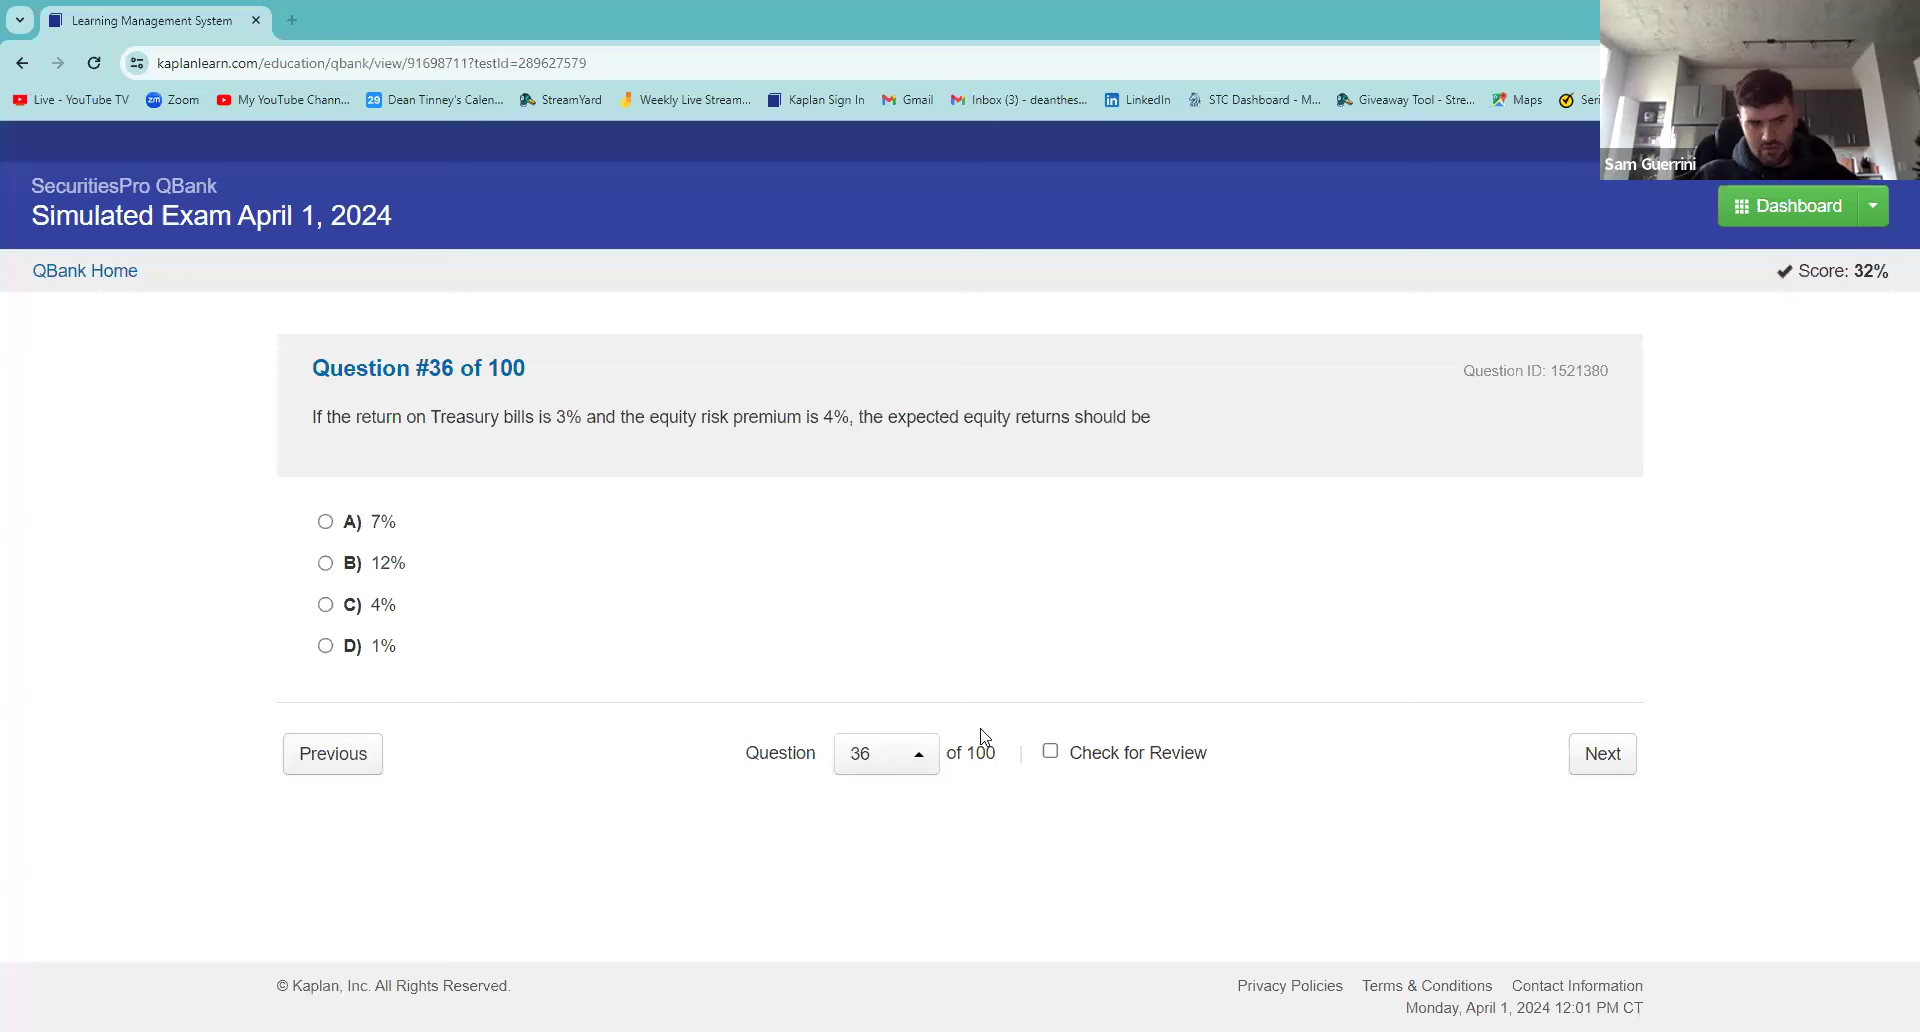 Learning Management System
kaplanlearn.com/education/qbank/view/91698711?testId=289627579
Live - YouTube TV
Zoom
My YouTube Chann...
Dean Tinney's Calen...
StreamYard
Weekly Live Stream...
Kaplan Sign In
Gmail
Inbox (3) - deanthes...
LinkedIn
STC Dashboard - M...
Giveaway Tool - Stre...
Maps
Seri
Sam Guerrini
SecuritiesPro QBank
Simulated Exam April 1, 2024
Dashboard
QBank Home
Score: 32%
Question #36 of 100
Question ID: 1521380
If the return on Treasury bills is 3% and the equity risk premium is 4%, the expected equity returns should be
A) 7%
B) 12%
C) 4%
D) 1%
Previous
Question 36 of 100 | Check for Review
Next
© Kaplan, Inc. All Rights Reserved.
Privacy Policies Terms & Conditions Contact Information
Monday, April 1, 2024 12:01 PM CT